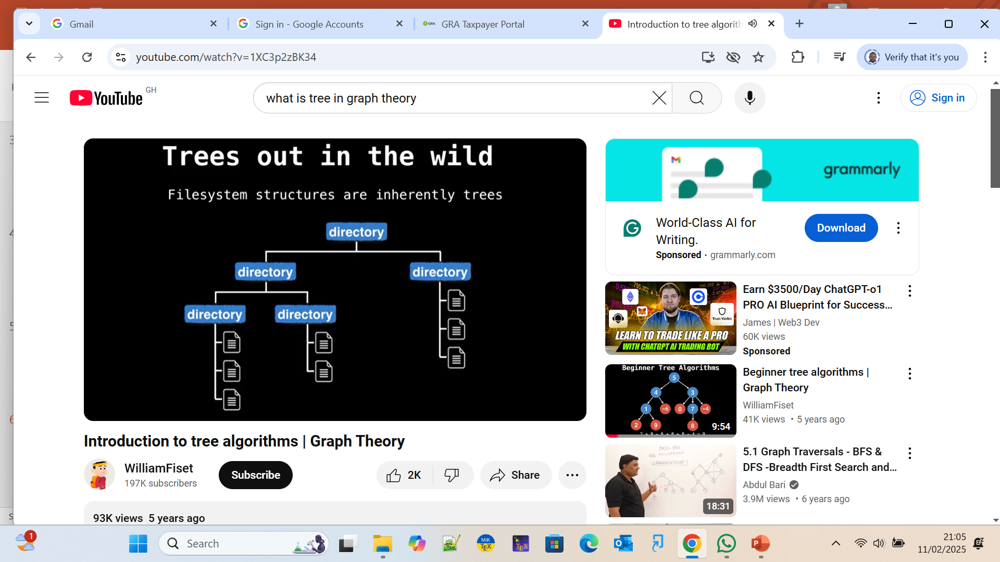 Gmail
Sign in - Google Accounts
GRA Taxpayer Portal
Introduction to tree algorith
youtube.com/watch?v=1XC3p2zBK34
Verify that it's you
YouTube GH
what is tree in graph theory
Sign in
Trees out in the wild
Filesystem structures are inherently trees
directory
directory directory
directory directory
Introduction to tree algorithms | Graph Theory
WilliamFiset
197K subscribers
Subscribe
2K
Share
93K views 5 years ago
grammarly
World-Class AI for
Writing.
Sponsored · grammarly.com
Download
LEARN TO TRADE LIKE A PRO
WITH CHATGPT AI TRADING BOT
Trust Wallet
Earn $3500/Day ChatGPT-o1
PRO AI Blueprint for Success...
James | Web3 Dev
60K views
Sponsored
Beginner Tree Algorithms
5
4 3
1 -6 0 7 -4
2 9 8
9:54
Beginner tree algorithms |
Graph Theory
WilliamFiset
41K views • 5 years ago
18:31
5.1 Graph Traversals - BFS &
DFS -Breadth First Search and...
Abdul Bari
3.9M views • 6 years ago
1
Search
21:05
11/02/2025